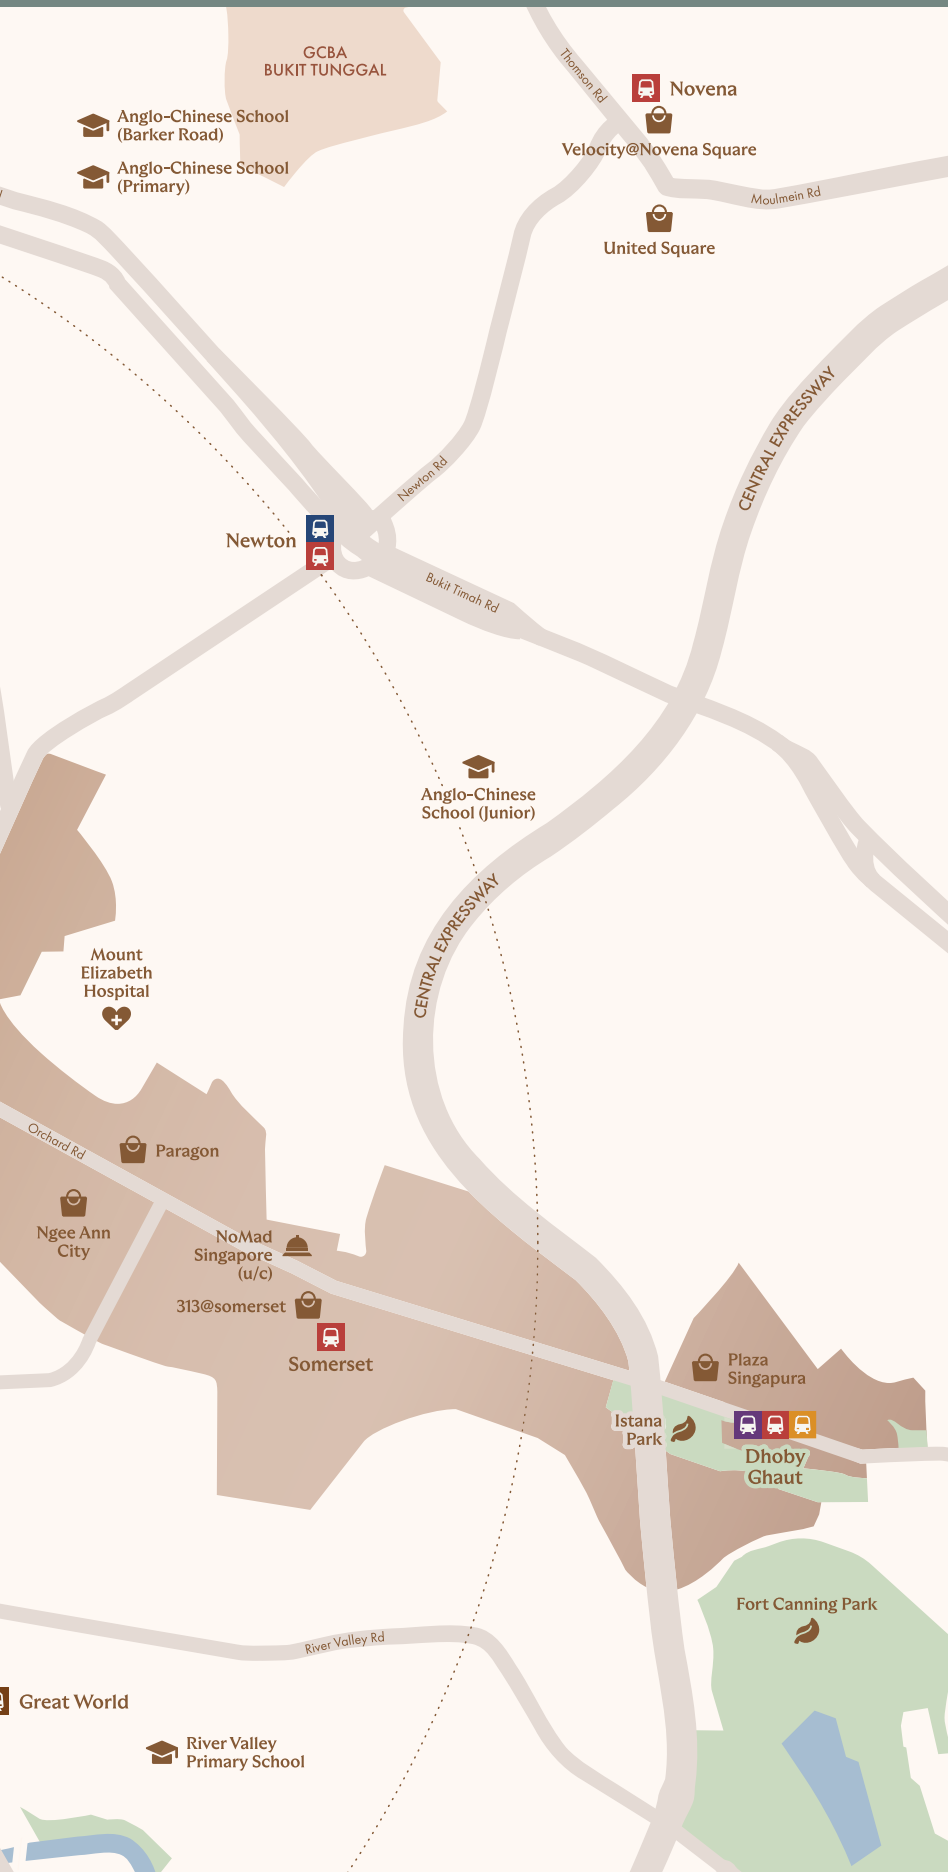 GCBA
BUKIT TUNGGAL
Thomson Rd
Novena
Anglo-Chinese School
(Barker Road)
Velocity@Novena Square
Anglo-Chinese School
(Primary)
Moulmein Rd
United Square
CENTRAL EXPRESSWAY
Newton Rd
Newton
Bukit Timah Rd
Anglo-Chinese
School (Junior)
CENTRAL EXPRESSWAY
Mount
Elizabeth
Hospital
Orchard Rd
Paragon
Ngee Ann
City
NoMad
Singapore
(u/c)
313@somerset
Somerset
Plaza
Singapura
Istana
Park
Dhoby
Ghaut
Fort Canning Park
River Valley Rd
Great World
River Valley
Primary School